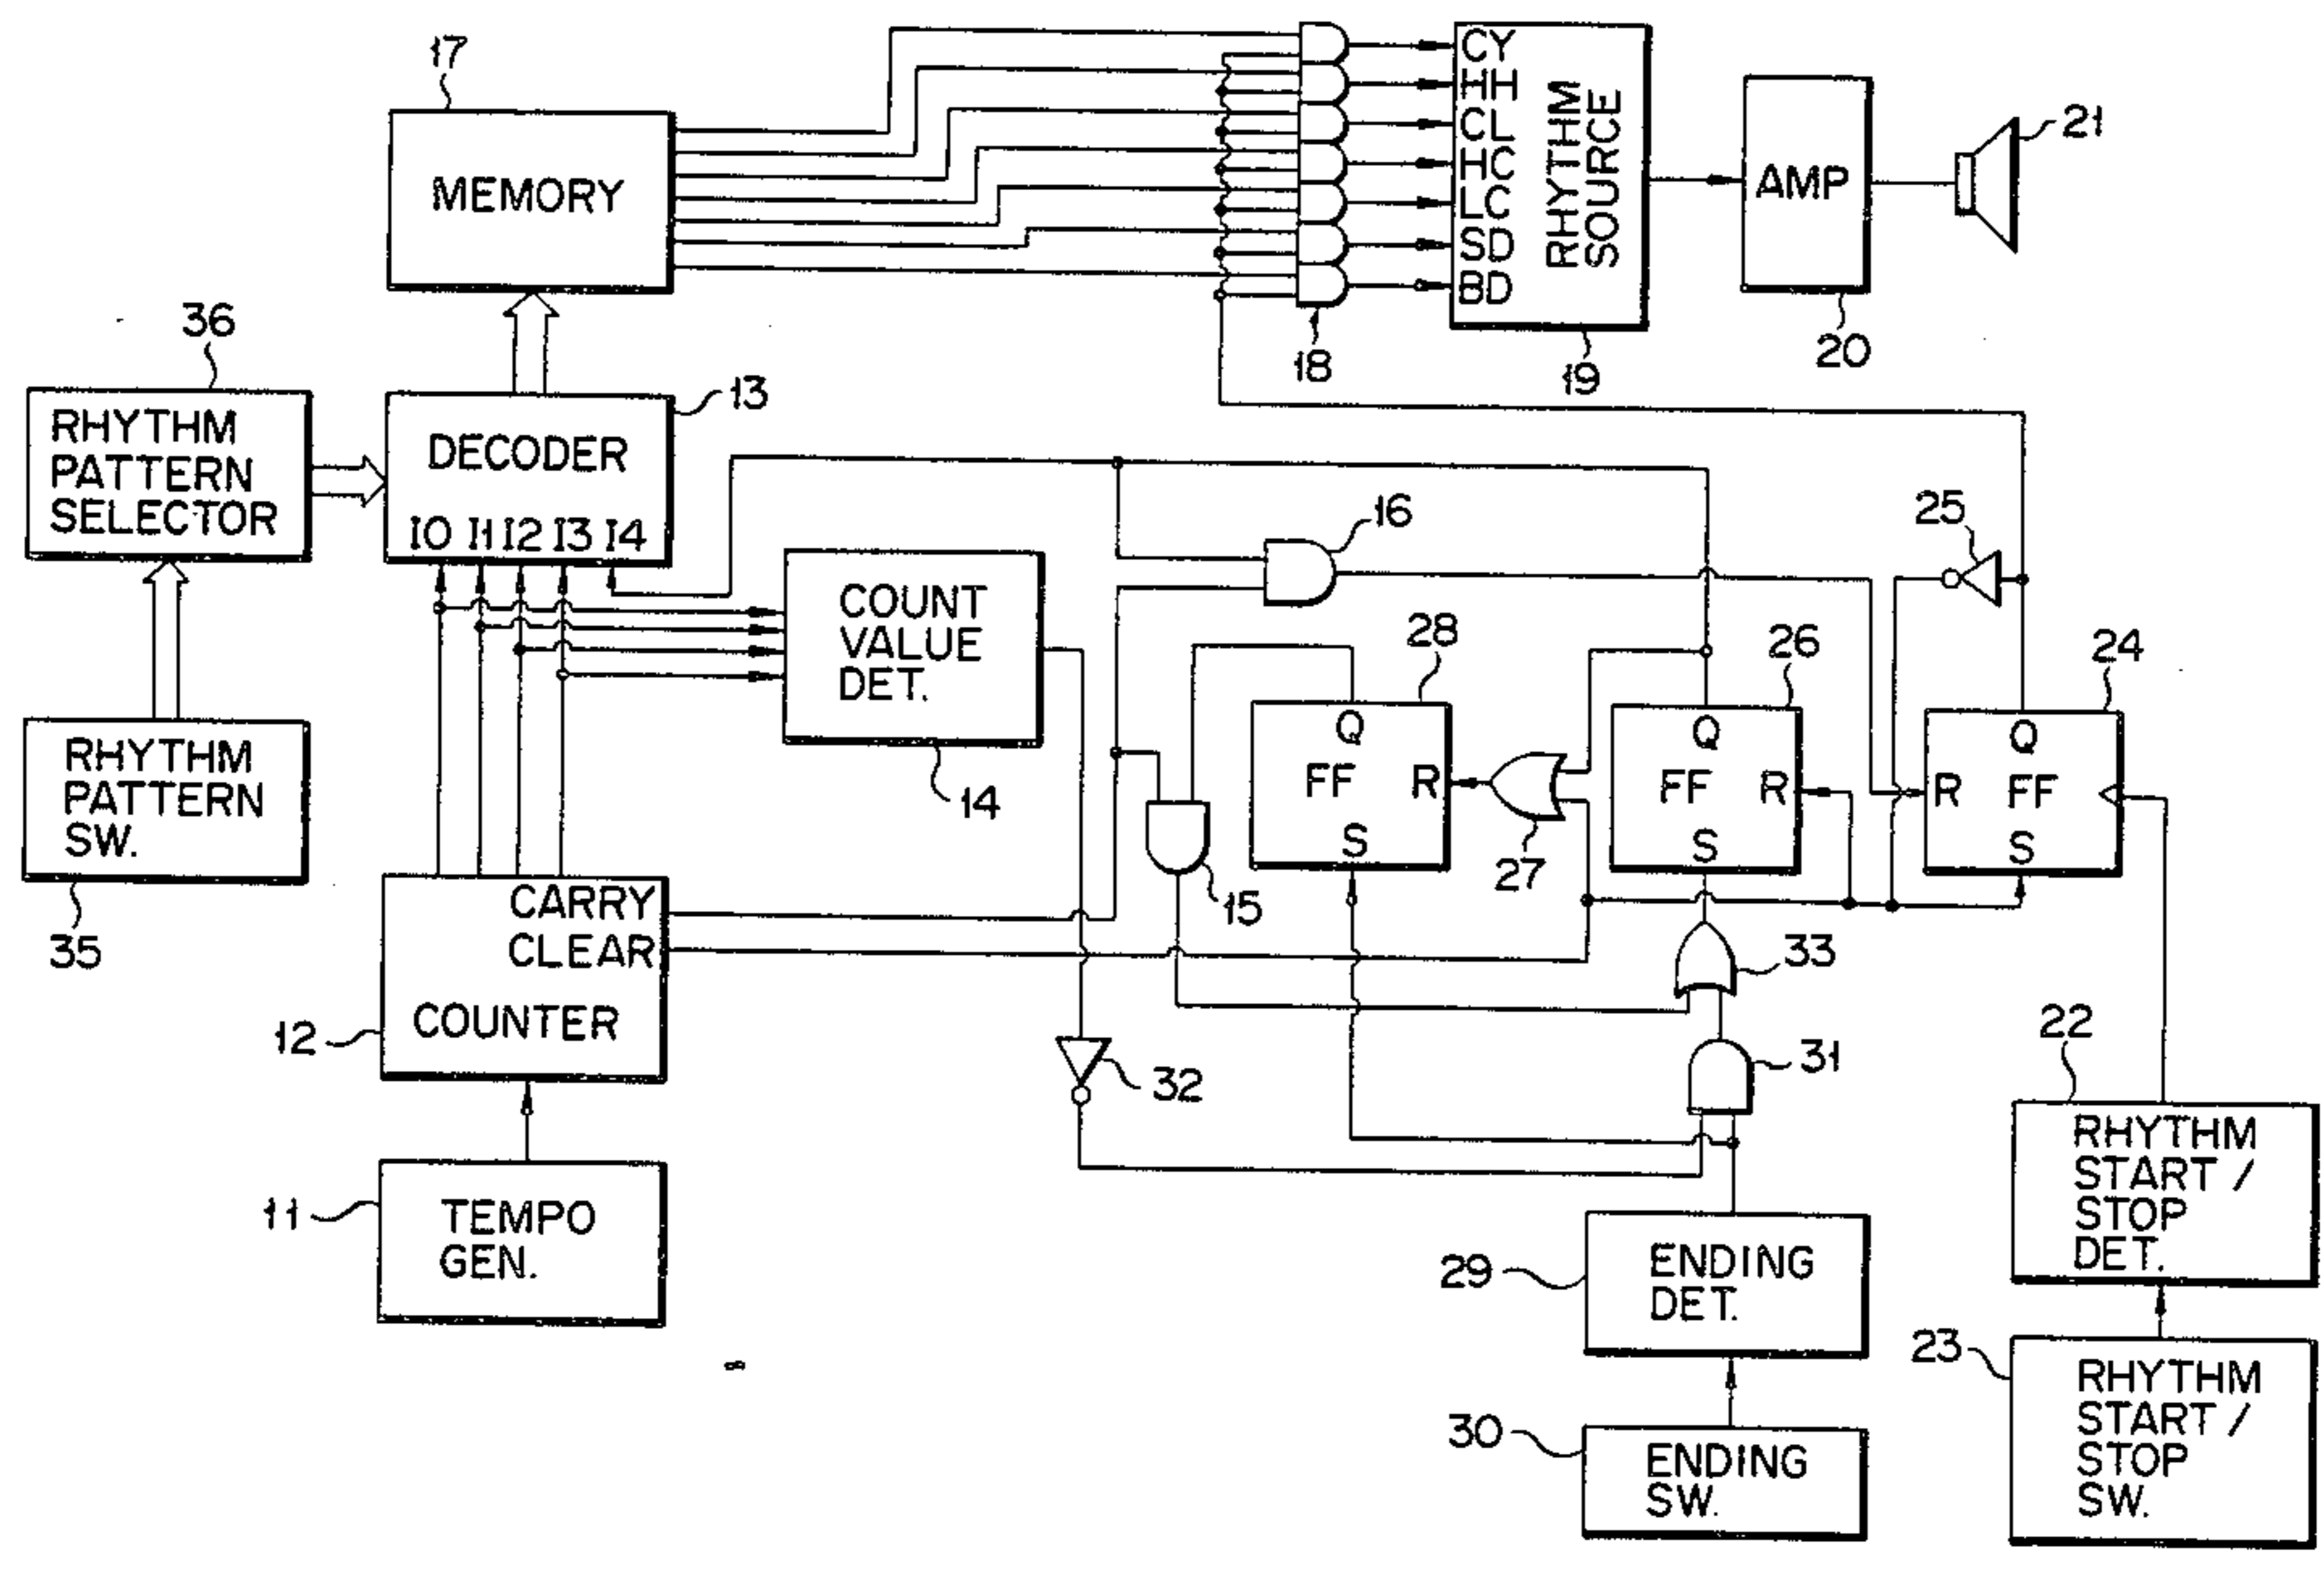 17
MEMORY
CY
HH
CL
HC
LC
SD
BD
RHYTHM
SOURCE
AMP
21
18
19
20
36
RHYTHM
PATTERN
SELECTOR
13
DECODER
I0 I1 I2 I3 I4
16
25
COUNT
VALUE
DET.
14
28
Q
FF R
S
27
26
Q
FF R
S
24
Q
R FF
S
RHYTHM
PATTERN
SW.
35
15
CARRY
CLEAR
COUNTER
12
33
32
31
22
RHYTHM
START /
STOP
DET.
11
TEMPO
GEN.
29
ENDING
DET.
23
RHYTHM
START /
STOP
SW.
30
ENDING
SW.